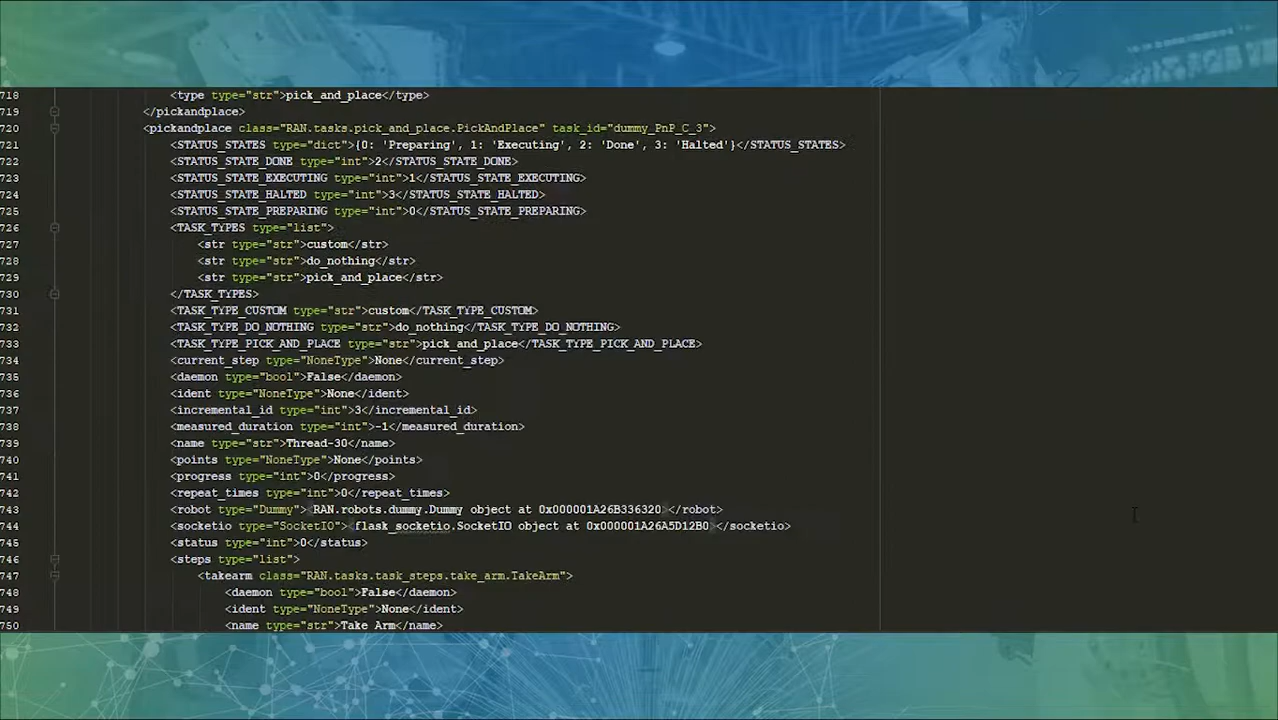 718 <type type="str">pick_and_place</type>
719 </pickandplace>
720 <pickandplace class="RAN.tasks.pick_and_place.PickAndPlace" task_id="dummy_PnP_C_3">
721 <STATUS_STATES type="dict">{0: 'Preparing', 1: 'Executing', 2: 'Done', 3: 'Halted'}</STATUS_STATES>
722 <STATUS_STATE_DONE type="int">2</STATUS_STATE_DONE>
723 <STATUS_STATE_EXECUTING type="int">1</STATUS_STATE_EXECUTING>
724 <STATUS_STATE_HALTED type="int">3</STATUS_STATE_HALTED>
725 <STATUS_STATE_PREPARING type="int">0</STATUS_STATE_PREPARING>
726 <TASK_TYPES type="list">
727 <str type="str">custom</str>
728 <str type="str">do_nothing</str>
729 <str type="str">pick_and_place</str>
730 </TASK_TYPES>
731 <TASK_TYPE_CUSTOM type="str">custom</TASK_TYPE_CUSTOM>
732 <TASK_TYPE_DO_NOTHING type="str">do_nothing</TASK_TYPE_DO_NOTHING>
733 <TASK_TYPE_PICK_AND_PLACE type="str">pick_and_place</TASK_TYPE_PICK_AND_PLACE>
734 <current_step type="NoneType">None</current_step>
735 <daemon type="bool">False</daemon>
736 <ident type="NoneType">None</ident>
737 <incremental_id type="int">3</incremental_id>
738 <measured_duration type="int">-1</measured_duration>
739 <name type="str">Thread-30</name>
740 <points type="NoneType">None</points>
741 <progress type="int">0</progress>
742 <repeat_times type="int">0</repeat_times>
743 <robot type="Dummy"><RAN.robots.dummy.Dummy object at 0x000001A26B336320></robot>
744 <socketio type="SocketIO"><flask_socketio.SocketIO object at 0x000001A26A5D12B0></socketio>
745 <status type="int">0</status>
746 <steps type="list">
747 <takearm class="RAN.tasks.task_steps.take_arm.TakeArm">
748 <daemon type="bool">False</daemon>
749 <ident type="NoneType">None</ident>
750 <name type="str">Take Arm</name>